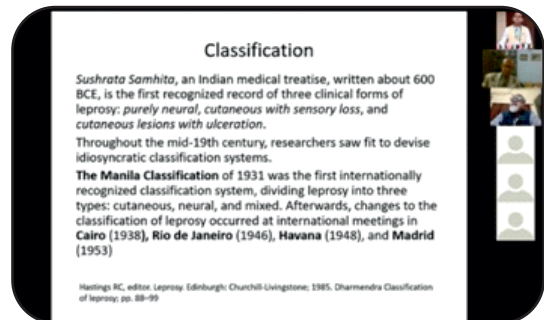 Classification
Sushrata Samhita, an Indian medical treatise, written about 600
BCE, is the first recognized record of three clinical forms of
leprosy: purely neural, cutaneous with sensory loss, and
cutaneous lesions with ulceration.
Throughout the mid-19th century, researchers saw fit to devise
idiosyncratic classification systems.
The Manila Classification of 1931 was the first internationally
recognized classification system, dividing leprosy into three
types: cutaneous, neural, and mixed. Afterwards, changes to the
classification of leprosy occurred at international meetings in
Cairo (1938), Rio de Janeiro (1946), Havana (1948), and Madrid
(1953)
Hastings RC, editor. Leprosy. Edinburgh: Churchill-Livingstone; 1985. Dharmendra Classification
of leprosy; pp. 88–99